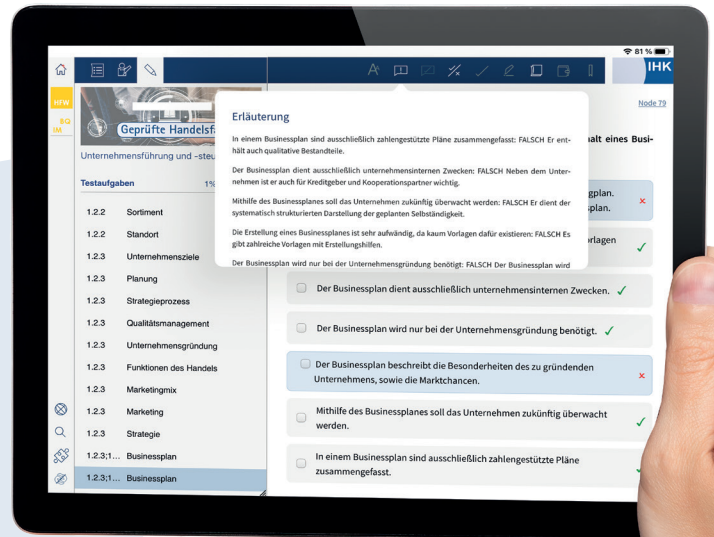 81 %
IHK
HFW
BQ
IM
Geprüfte Handelsf
Unternehmensführung und -steu
Testaufgaben 1%
1.2.2 Sortiment
1.2.2 Standort
1.2.3 Unternehmensziele
1.2.3 Planung
1.2.3 Strategieprozess
1.2.3 Qualitätsmanagement
1.2.3 Unternehmensgründung
1.2.3 Funktionen des Handels
1.2.3 Marketingmix
1.2.3 Marketing
1.2.3 Strategie
1.2.3;1... Businessplan
1.2.3;1... Businessplan
Erläuterung
In einem Businessplan sind ausschließlich zahlengestützte Pläne zusammengefasst: FALSCH Er ent-
hält auch qualitative Bestandteile.
Der Businessplan dient ausschließlich unternehmensinternen Zwecken: FALSCH Neben dem Unter-
nehmen ist er auch für Kreditgeber und Kooperationspartner wichtig.
Mithilfe des Businessplanes soll das Unternehmen zukünftig überwacht werden: FALSCH Er dient der
systematisch strukturierten Darstellung der geplanten Selbständigkeit.
Die Erstellung eines Businessplanes ist sehr aufwändig, da kaum Vorlagen dafür existieren: FALSCH Es
gibt zahlreiche Vorlagen mit Erstellungshilfen.
Der Businessplan wird nur bei der Unternehmensgründung benötigt: FALSCH Der Businessplan wird
Node 79
halt eines Busi-
gplan.
splan.
orlagen
Der Businessplan dient ausschließlich unternehmensinternen Zwecken.
Der Businessplan wird nur bei der Unternehmensgründung benötigt.
Der Businessplan beschreibt die Besonderheiten des zu gründenden
Unternehmens, sowie die Marktchancen.
Mithilfe des Businessplanes soll das Unternehmen zukünftig überwacht
werden.
In einem Businessplan sind ausschließlich zahlengestützte Pläne
zusammengefasst.